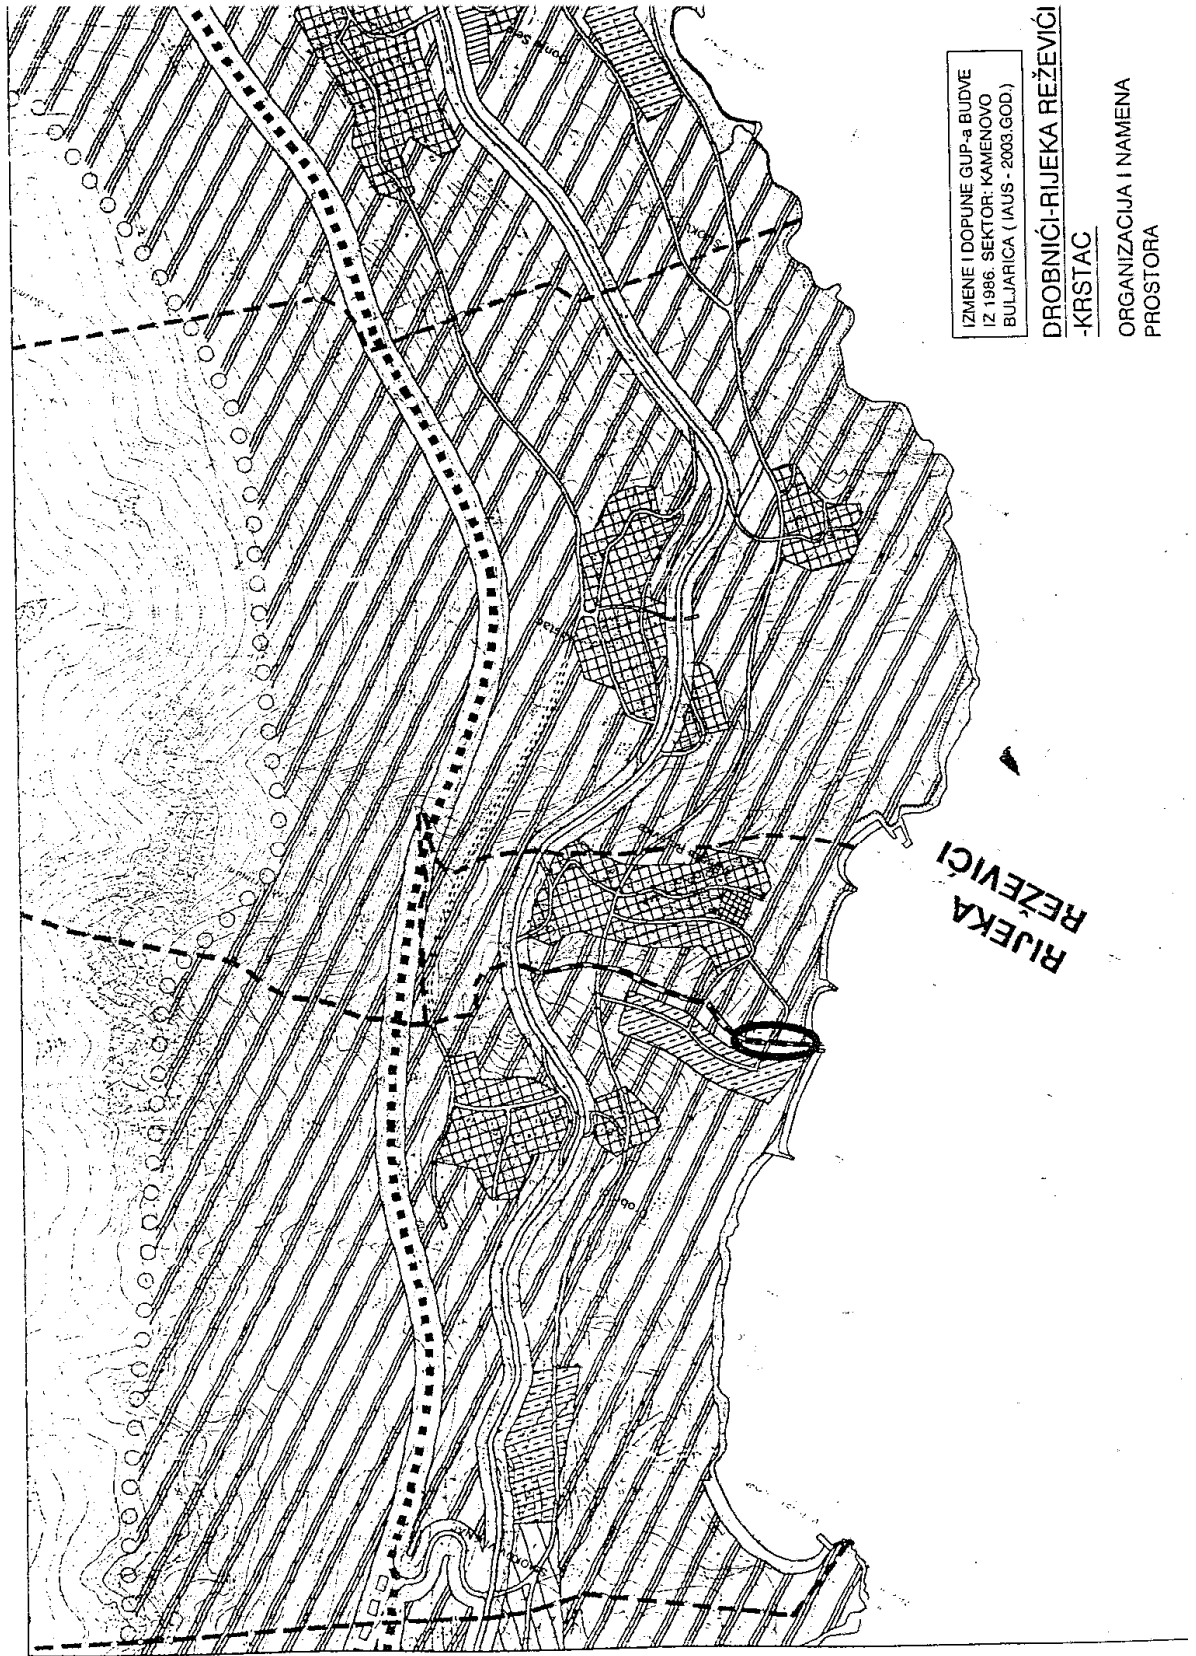 IZMENE I DOPUNE GUP-a BUDVE
IZ 1986. SEKTOR: KAMENOVO
BULJARICA ( IAUS - 2003.GOD.)
DROBNIĆI-RIJEKA REŽEVIĆI
-KRSTAC
ORGANIZACIJA I NAMENA
PROSTORA
RIJEKA
REŽEVIĆI